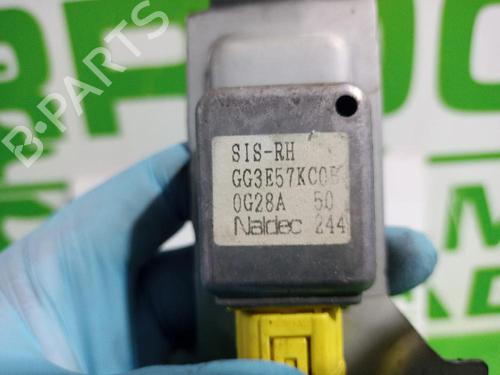 B-PARTS
SIS-RH
GG3E57KC0
0G28A 50
Naldec 244